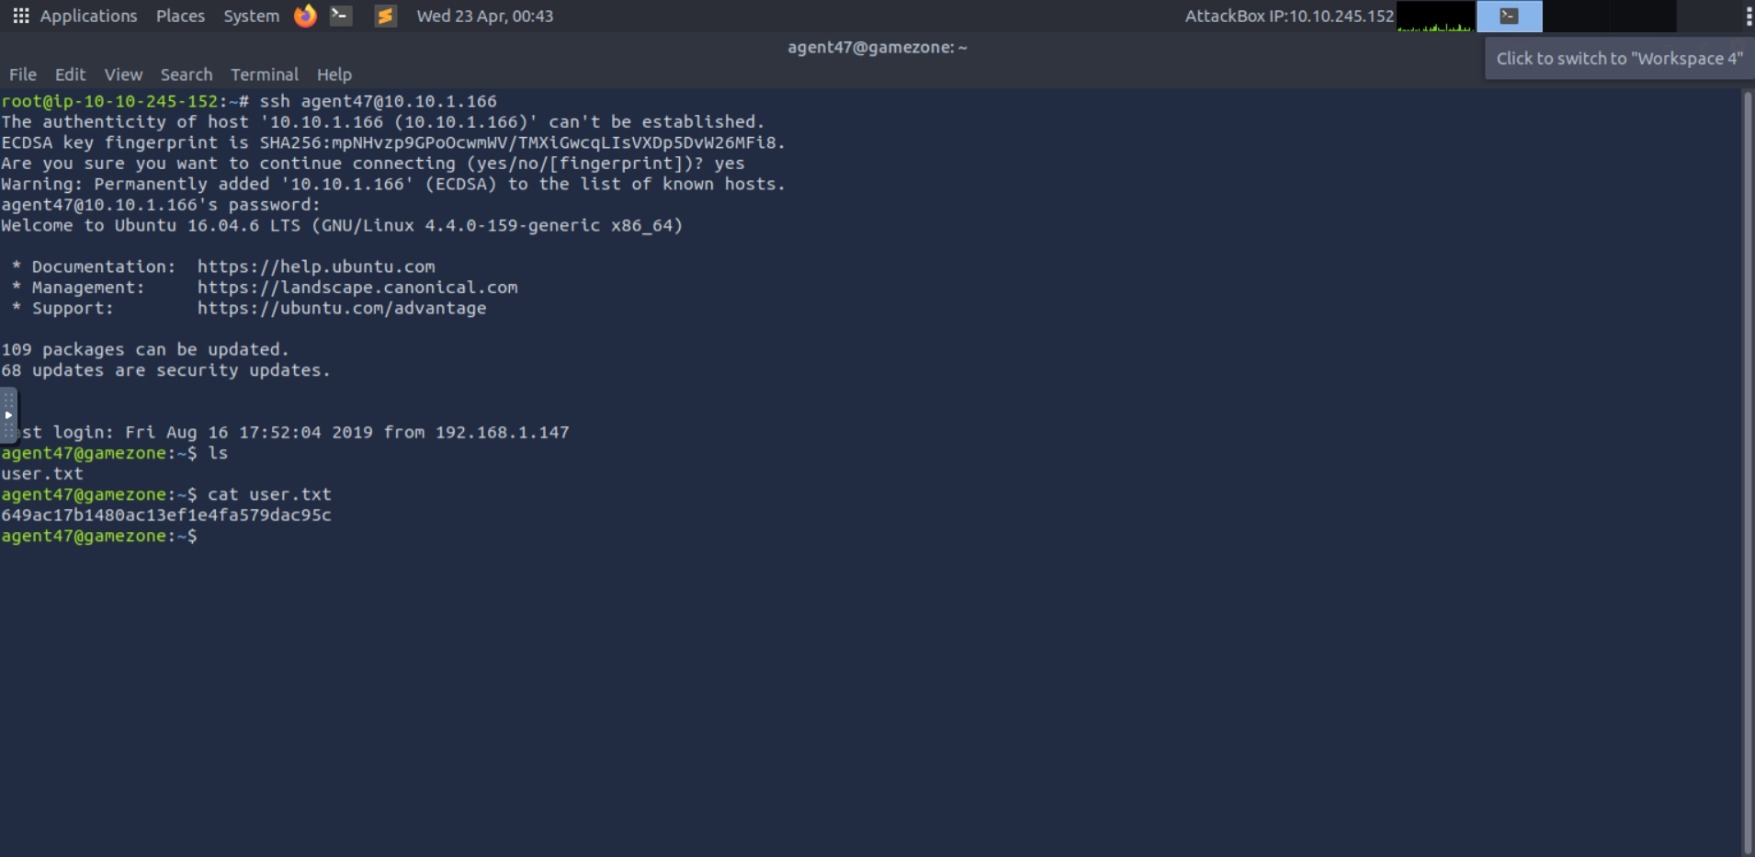 Applications Places System Wed 23 Apr, 00:43 AttackBox IP:10.10.245.152
agent47@gamezone: ~
Click to switch to "Workspace 4"
File Edit View Search Terminal Help
root@ip-10-10-245-152:~# ssh agent47@10.10.1.166
The authenticity of host '10.10.1.166 (10.10.1.166)' can't be established.
ECDSA key fingerprint is SHA256:mpNHvzp9GPoOcwmWV/TMXiGwcqLIsVXDp5DvW26MFi8.
Are you sure you want to continue connecting (yes/no/[fingerprint])? yes
Warning: Permanently added '10.10.1.166' (ECDSA) to the list of known hosts.
agent47@10.10.1.166's password:
Welcome to Ubuntu 16.04.6 LTS (GNU/Linux 4.4.0-159-generic x86_64)
* Documentation: https://help.ubuntu.com
* Management: https://landscape.canonical.com
* Support: https://ubuntu.com/advantage
109 packages can be updated.
68 updates are security updates.
st login: Fri Aug 16 17:52:04 2019 from 192.168.1.147
agent47@gamezone:~$ ls
user.txt
agent47@gamezone:~$ cat user.txt
649ac17b1480ac13ef1e4fa579dac95c
agent47@gamezone:~$